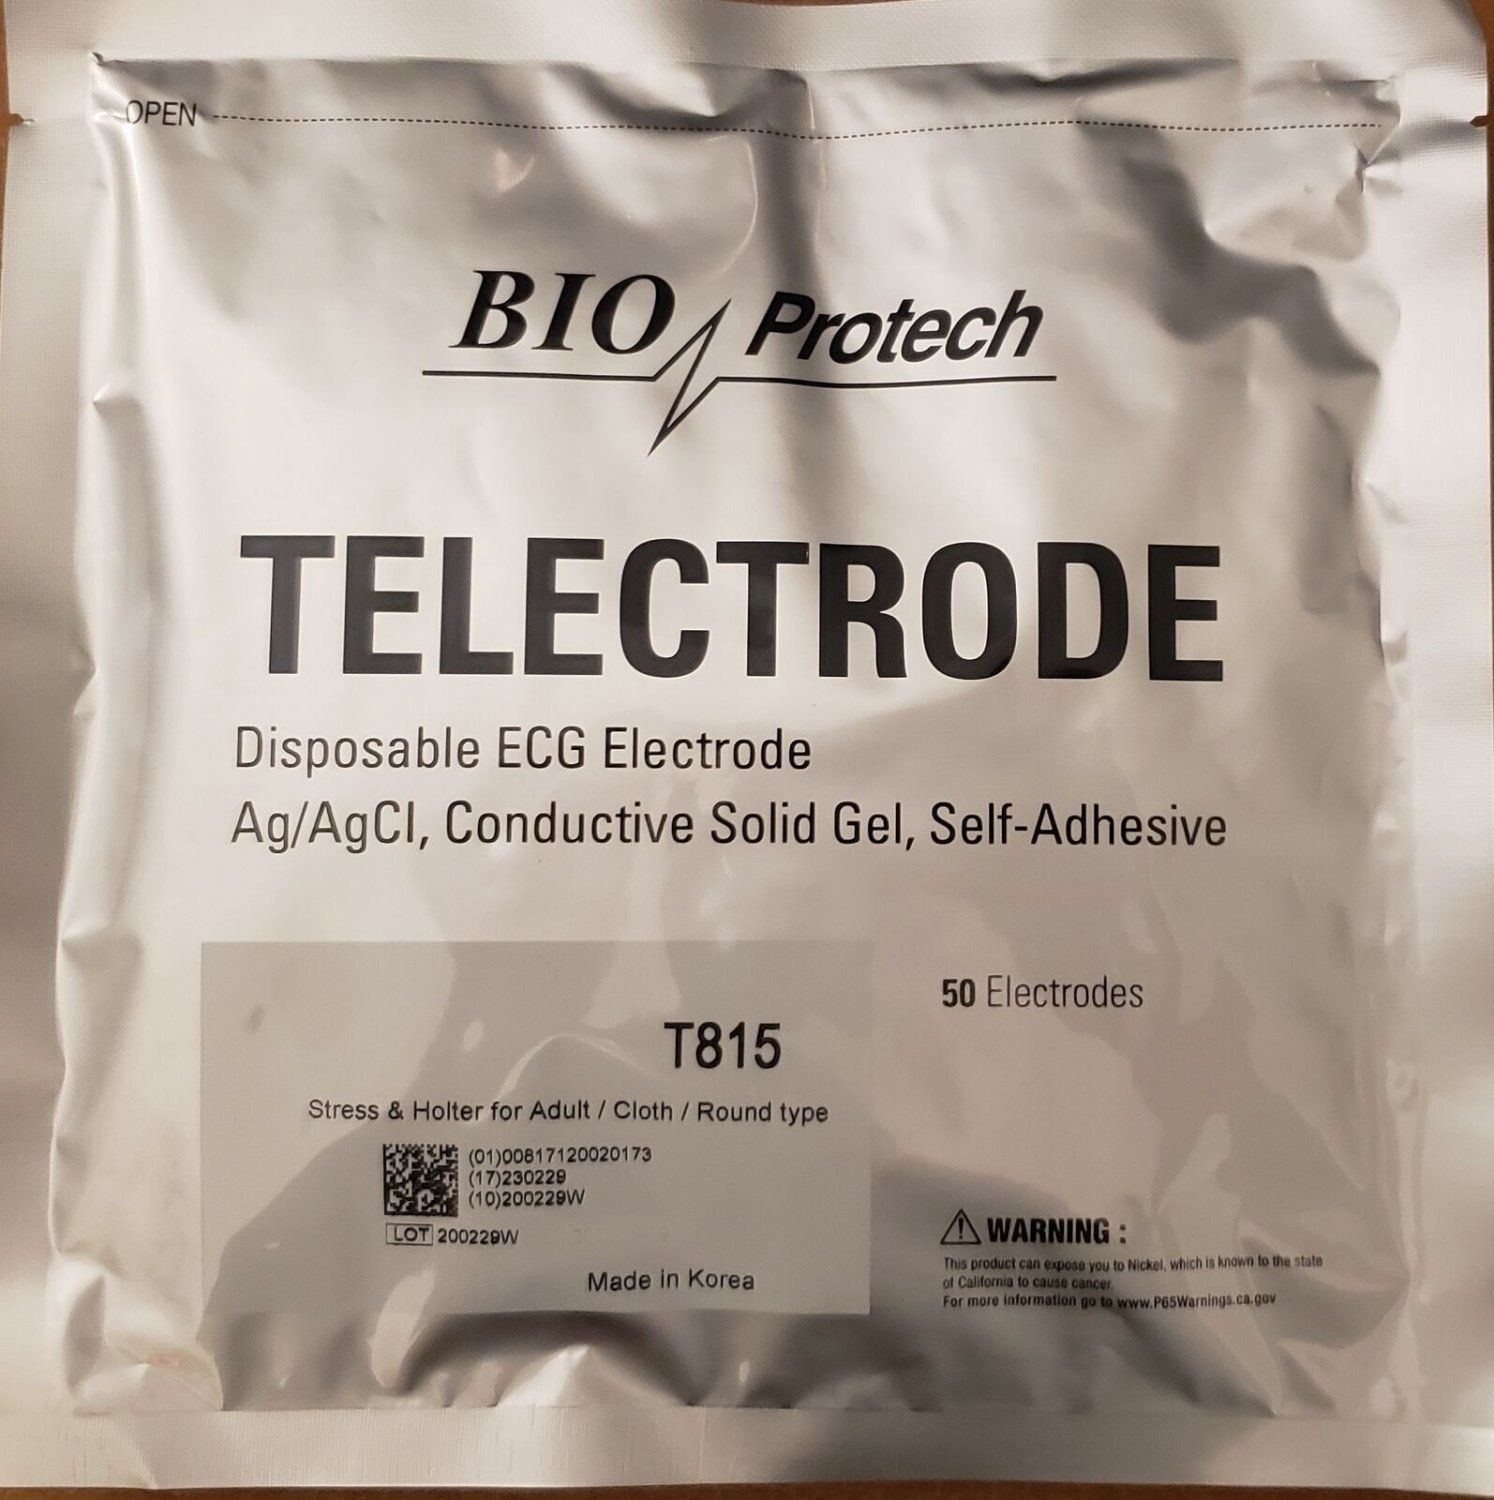 OPEN
BIO Protech
TELECTRODE
Disposable ECG Electrode
Ag/AgCl, Conductive Solid Gel, Self-Adhesive
50 Electrodes
T815
Stress & Holter for Adult / Cloth / Round type
(01)00817120020173
(17)230229
(10)200229W
LOT 200229W
Made in Korea
WARNING :
This product can expose you to Nickel, which is known to the state
of California to cause cancer.
For more information go to www.P65Warnings.ca.gov